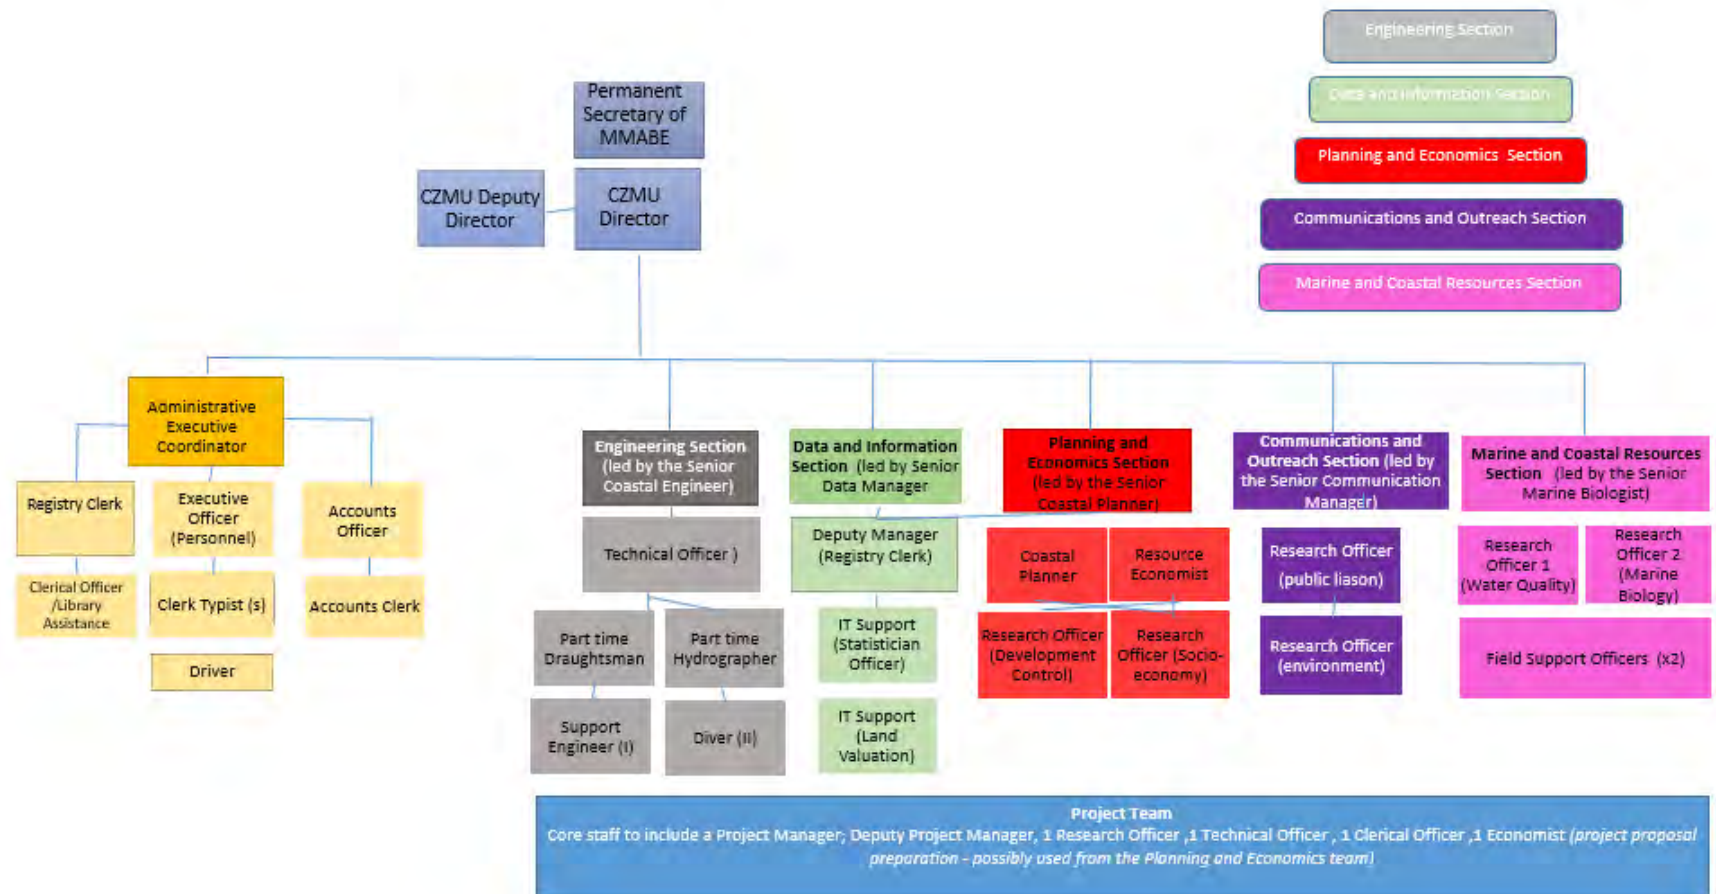 Engineering Section
Data and Information Section
Planning and Economics Section
Communications and Outreach Section
Marine and Coastal Resources Section
Permanent
Secretary of
MMABE
CZMU Deputy
Director
CZMU
Director
Administrative
Executive
Coordinator
Registry Clerk
Executive
Officer
(Personnel)
Accounts
Officer
Clerical Officer
/Library
Assistance
Clerk Typist (s)
Accounts Clerk
Driver
Engineering Section
(led by the Senior
Coastal Engineer)
Technical Officer )
Part time
Draughtsman
Part time
Hydrographer
Support
Engineer (I)
Diver (II)
Data and Information
Section (led by Senior
Data Manager
Deputy Manager
(Registry Clerk)
IT Support
(Statistician
Officer)
IT Support
(Land
Valuation)
Planning and
Economics Section
(led by the Senior
Coastal Planner)
Coastal
Planner
Resource
Economist
Research Officer
(Development
Control)
Research
Officer (Socio-
economy)
Communications and
Outreach Section (led by
the Senior Communication
Manager)
Research Officer
(public liason)
Research Officer
(environment)
Marine and Coastal Resources
Section (led by the Senior
Marine Biologist)
Research
Officer 1
(Water Quality)
Research
Officer 2
(Marine
Biology)
Field Support Officers (x2)
Project Team
Core staff to include a Project Manager; Deputy Project Manager, 1 Research Officer ,1 Technical Officer , 1 Clerical Officer ,1 Economist (project proposal
preparation - possibly used from the Planning and Economics team)